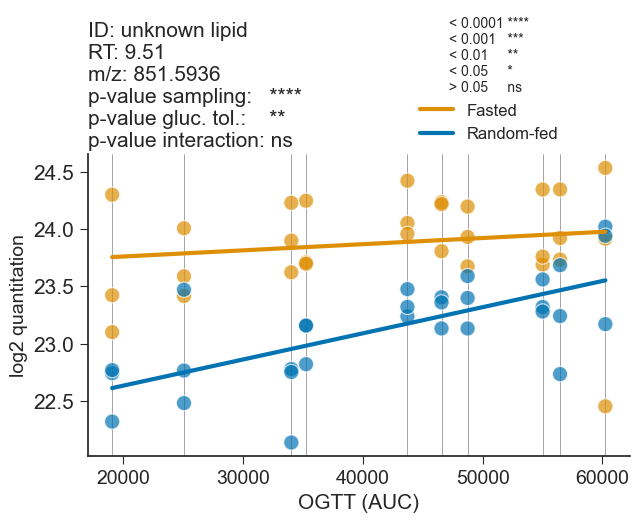 ID: unknown lipid
RT: 9.51
m/z: 851.5936
p-value sampling: ****
p-value gluc. tol.: **
p-value interaction: ns
< 0.0001 ****
< 0.001 ***
< 0.01 **
< 0.05 *
> 0.05 ns
Fasted
Random-fed
log2 quantitation
24.5
24.0
23.5
23.0
22.5
20000 30000 40000 50000 60000
OGTT (AUC)